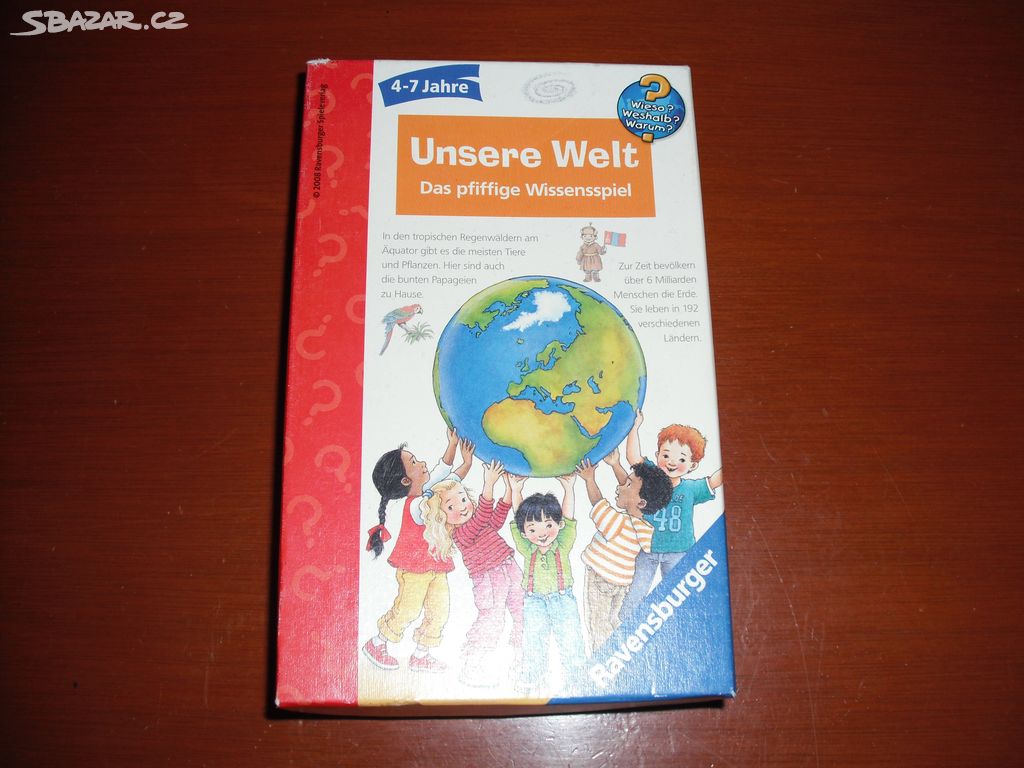 SBAZAR.CZ
4-7 Jahre
Wieso?
Weshalb?
Warum?
© 2008 Ravensburger Spieleverlag
Unsere Welt
Das pfiffige Wissensspiel
In den tropischen Regenwäldern am
Äquator gibt es die meisten Tiere
und Pflanzen. Hier sind auch
die bunten Papageien
zu Hause.
Zur Zeit bevölkern
über 6 Milliarden
Menschen die Erde.
Sie leben in 192
verschiedenen
Ländern.
48
Ravensburger